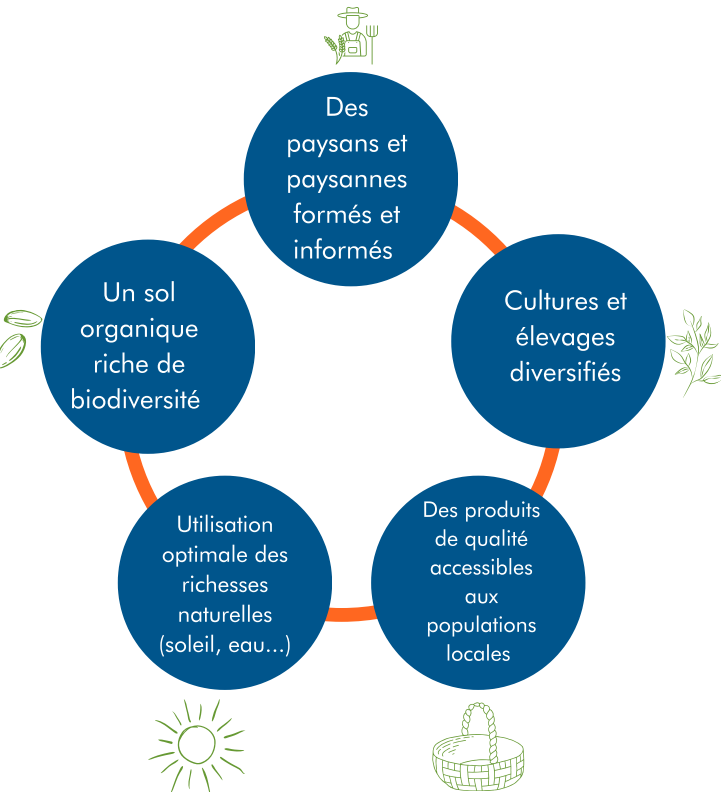 Des
paysans et
paysannes
formés et
informés
Cultures et
élevages
diversifiés
Des produits
de qualité
accessibles
aux
populations
locales
Utilisation
optimale des
richesses
naturelles
(soleil, eau...)
Un sol
organique
riche de
biodiversité